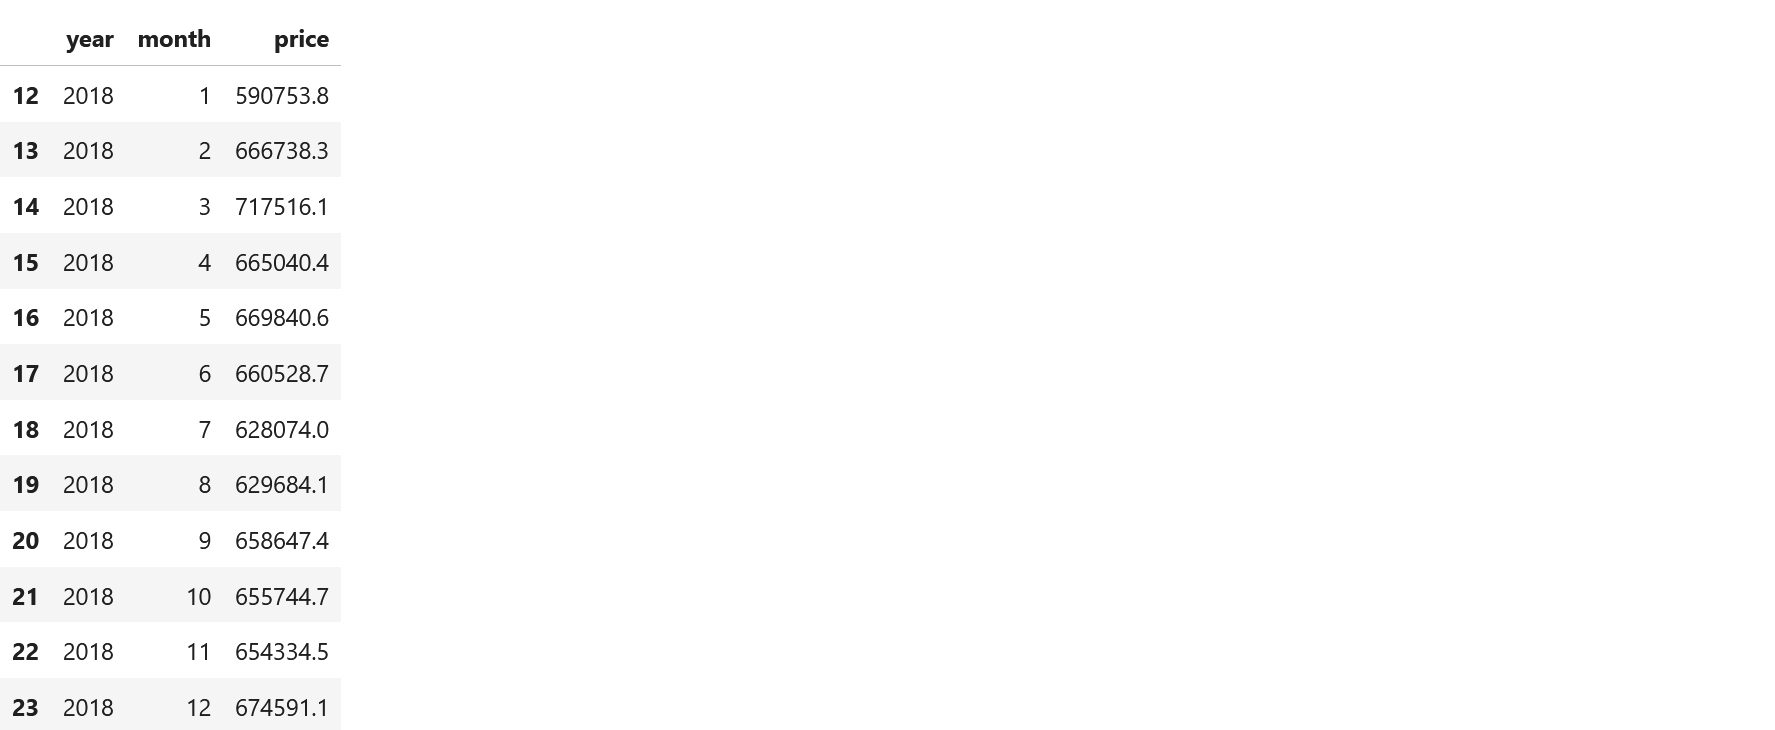 year month price
12 2018 1 590753.8
13 2018 2 666738.3
14 2018 3 717516.1
15 2018 4 665040.4
16 2018 5 669840.6
17 2018 6 660528.7
18 2018 7 628074.0
19 2018 8 629684.1
20 2018 9 658647.4
21 2018 10 655744.7
22 2018 11 654334.5
23 2018 12 674591.1